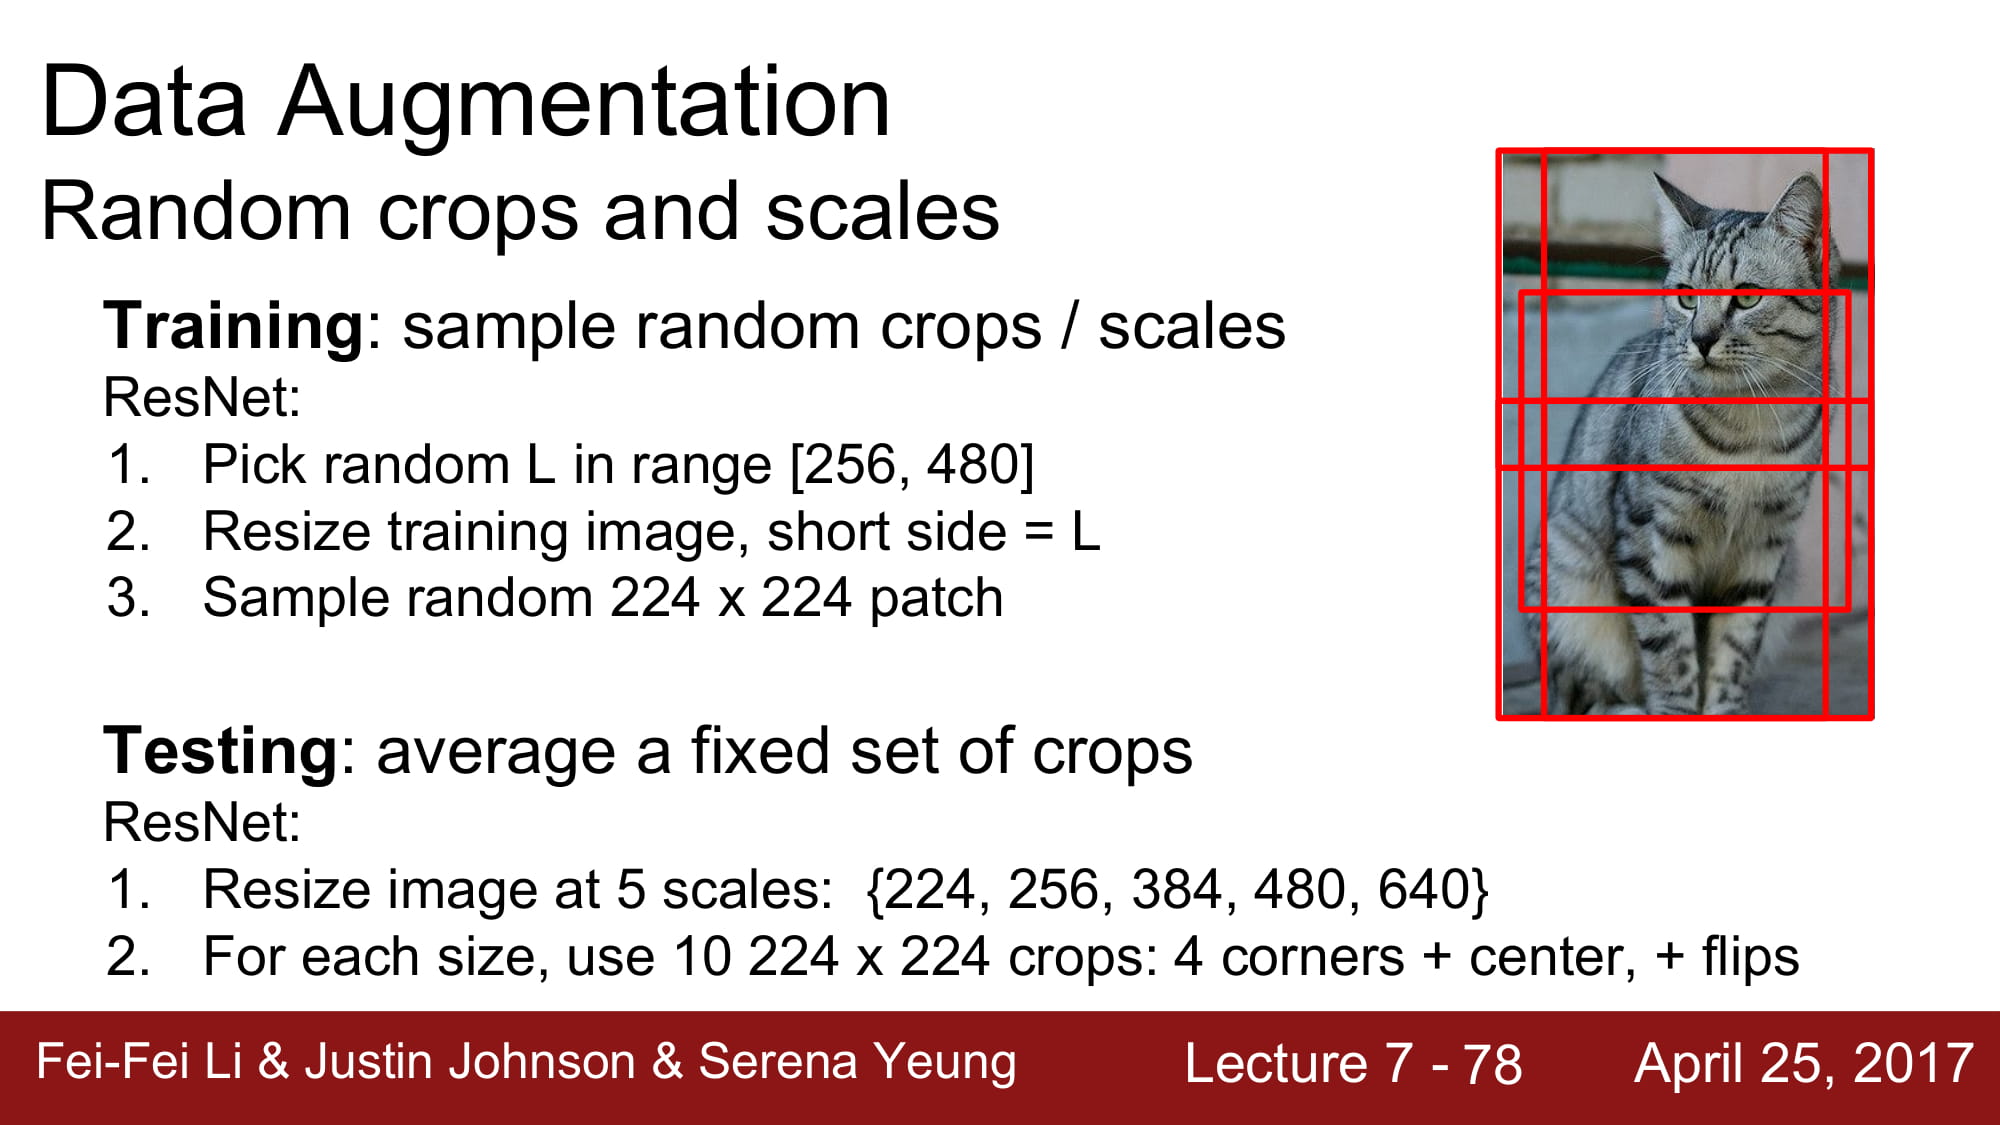 Data Augmentation
Random crops and scales
Training: sample random crops / scales
ResNet:
1. Pick random L in range [256, 480]
2. Resize training image, short side = L
3. Sample random 224 x 224 patch
Testing: average a fixed set of crops
ResNet:
1. Resize image at 5 scales: {224, 256, 384, 480, 640}
2. For each size, use 10 224 x 224 crops: 4 corners + center, + flips
Fei-Fei Li & Justin Johnson & Serena Yeung Lecture 7 - 78 April 25, 2017